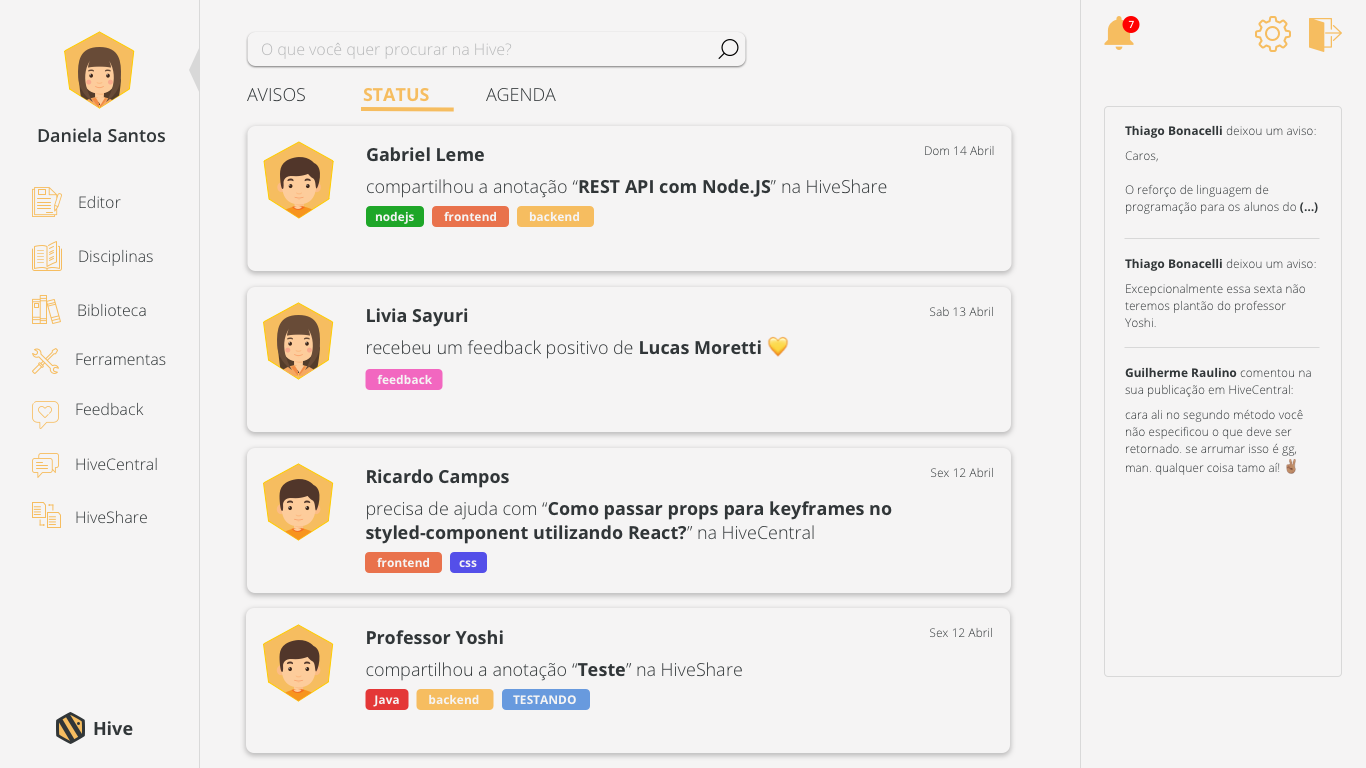 Daniela Santos
Editor
Disciplinas
Biblioteca
Ferramentas
Feedback
HiveCentral
HiveShare
Hive
O que você quer procurar na Hive?
AVISOS
STATUS
AGENDA
Gabriel Leme
Dom 14 Abril
compartilhou a anotação “REST API com Node.JS” na HiveShare
nodejs
frontend
backend
Livia Sayuri
Sab 13 Abril
recebeu um feedback positivo de Lucas Moretti 💛
feedback
Ricardo Campos
Sex 12 Abril
precisa de ajuda com “Como passar props para keyframes no
styled-component utilizando React?” na HiveCentral
frontend
css
Professor Yoshi
Sex 12 Abril
compartilhou a anotação “Teste” na HiveShare
Java
backend
TESTANDO
7
Thiago Bonacelli deixou um aviso:
Caros,
O reforço de linguagem de
programação para os alunos do (...)
Thiago Bonacelli deixou um aviso:
Excepcionalmente essa sexta não
teremos plantão do professor
Yoshi.
Guilherme Raulino comentou na
sua publicação em HiveCentral:
cara ali no segundo método você
não especificou o que deve ser
retornado. se arrumar isso é gg,
man. qualquer coisa tamo aí! ✌🏽